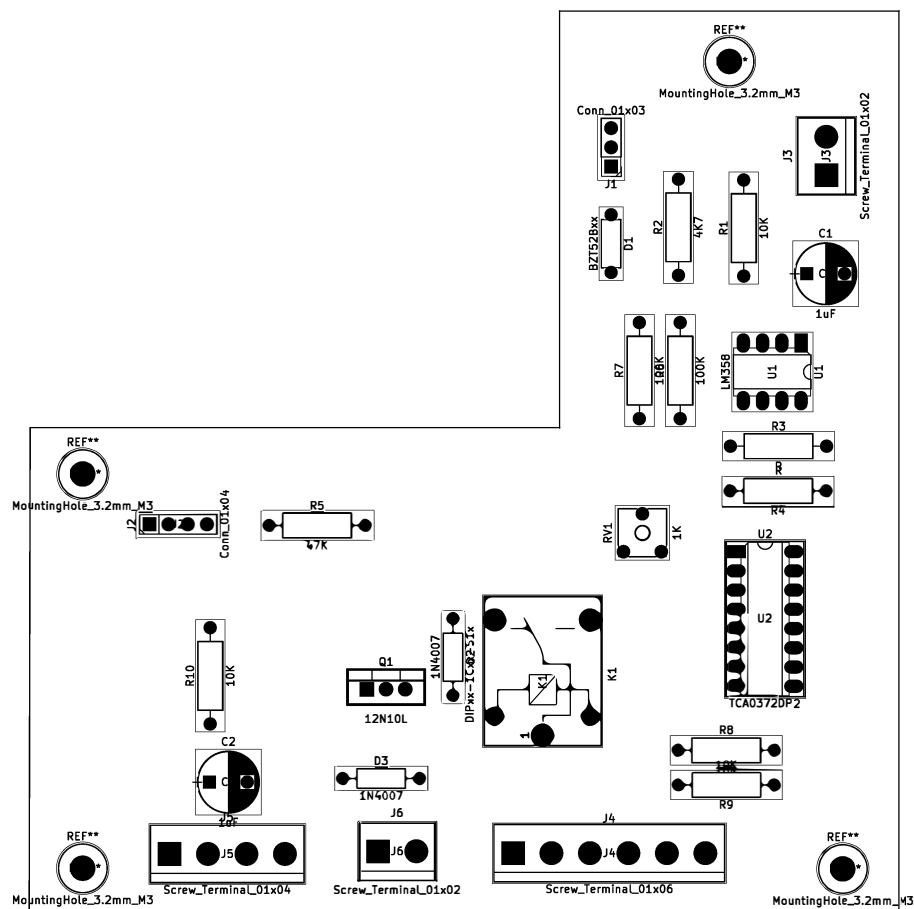 *
MountingHole_3.2mm_M3
Conn_01x03
J1
J3
J3
Screw_Terminal_01x02
BZT52Bxx
D1
R2
4K7
R1
10K
C1
1uF
R7
100K
LM358
U1
U1
R3
R
R4
REF**
*
MountingHole_3.2mm_M3
J2
Conn_01x04
R5
47K
RV1
1K
U2
U2
TCA0372DP2
R10
10K
Q1
12N10L
1N4007
K1
K1
1
C2
1uF
D3
1N4007
R8
R9
J5
J5
Screw_Terminal_01x04
J6
J6
Screw_Terminal_01x02
J4
J4
Screw_Terminal_01x06
REF**
*
MountingHole_3.2mm_M3
REF**
*
MountingHole_3.2mm_M3
REF**